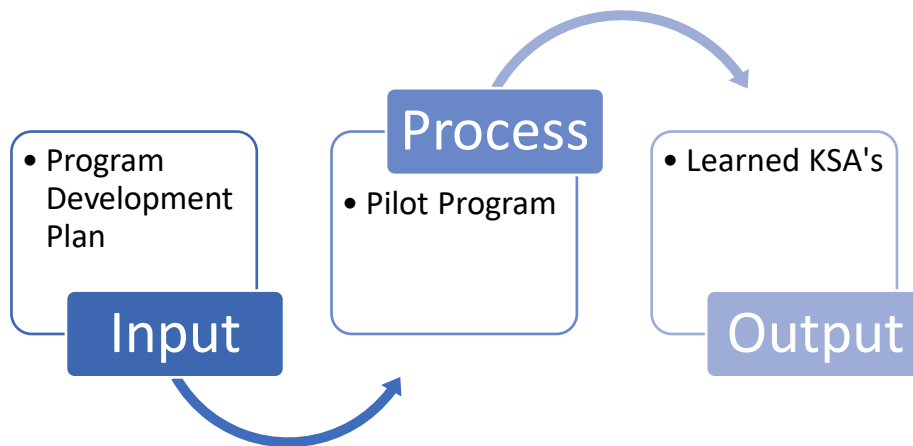 • Program
Development
Plan
Input
Process
• Pilot Program
• Learned KSA's
Output